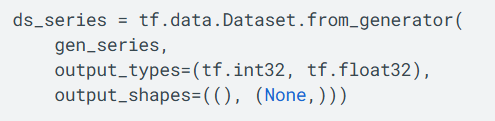 ds_series = tf.data.Dataset.from_generator(
    gen_series,
    output_types=(tf.int32, tf.float32),
    output_shapes=((), (None,)))